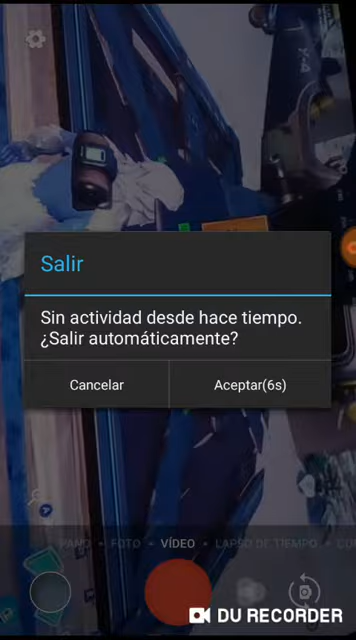 Salir
Sin actividad desde hace tiempo.
¿Salir automáticamente?
Cancelar
Aceptar(6s)
PANO • FOTO • VÍDEO • LAPSO DE TIEMPO •
DU RECORDER